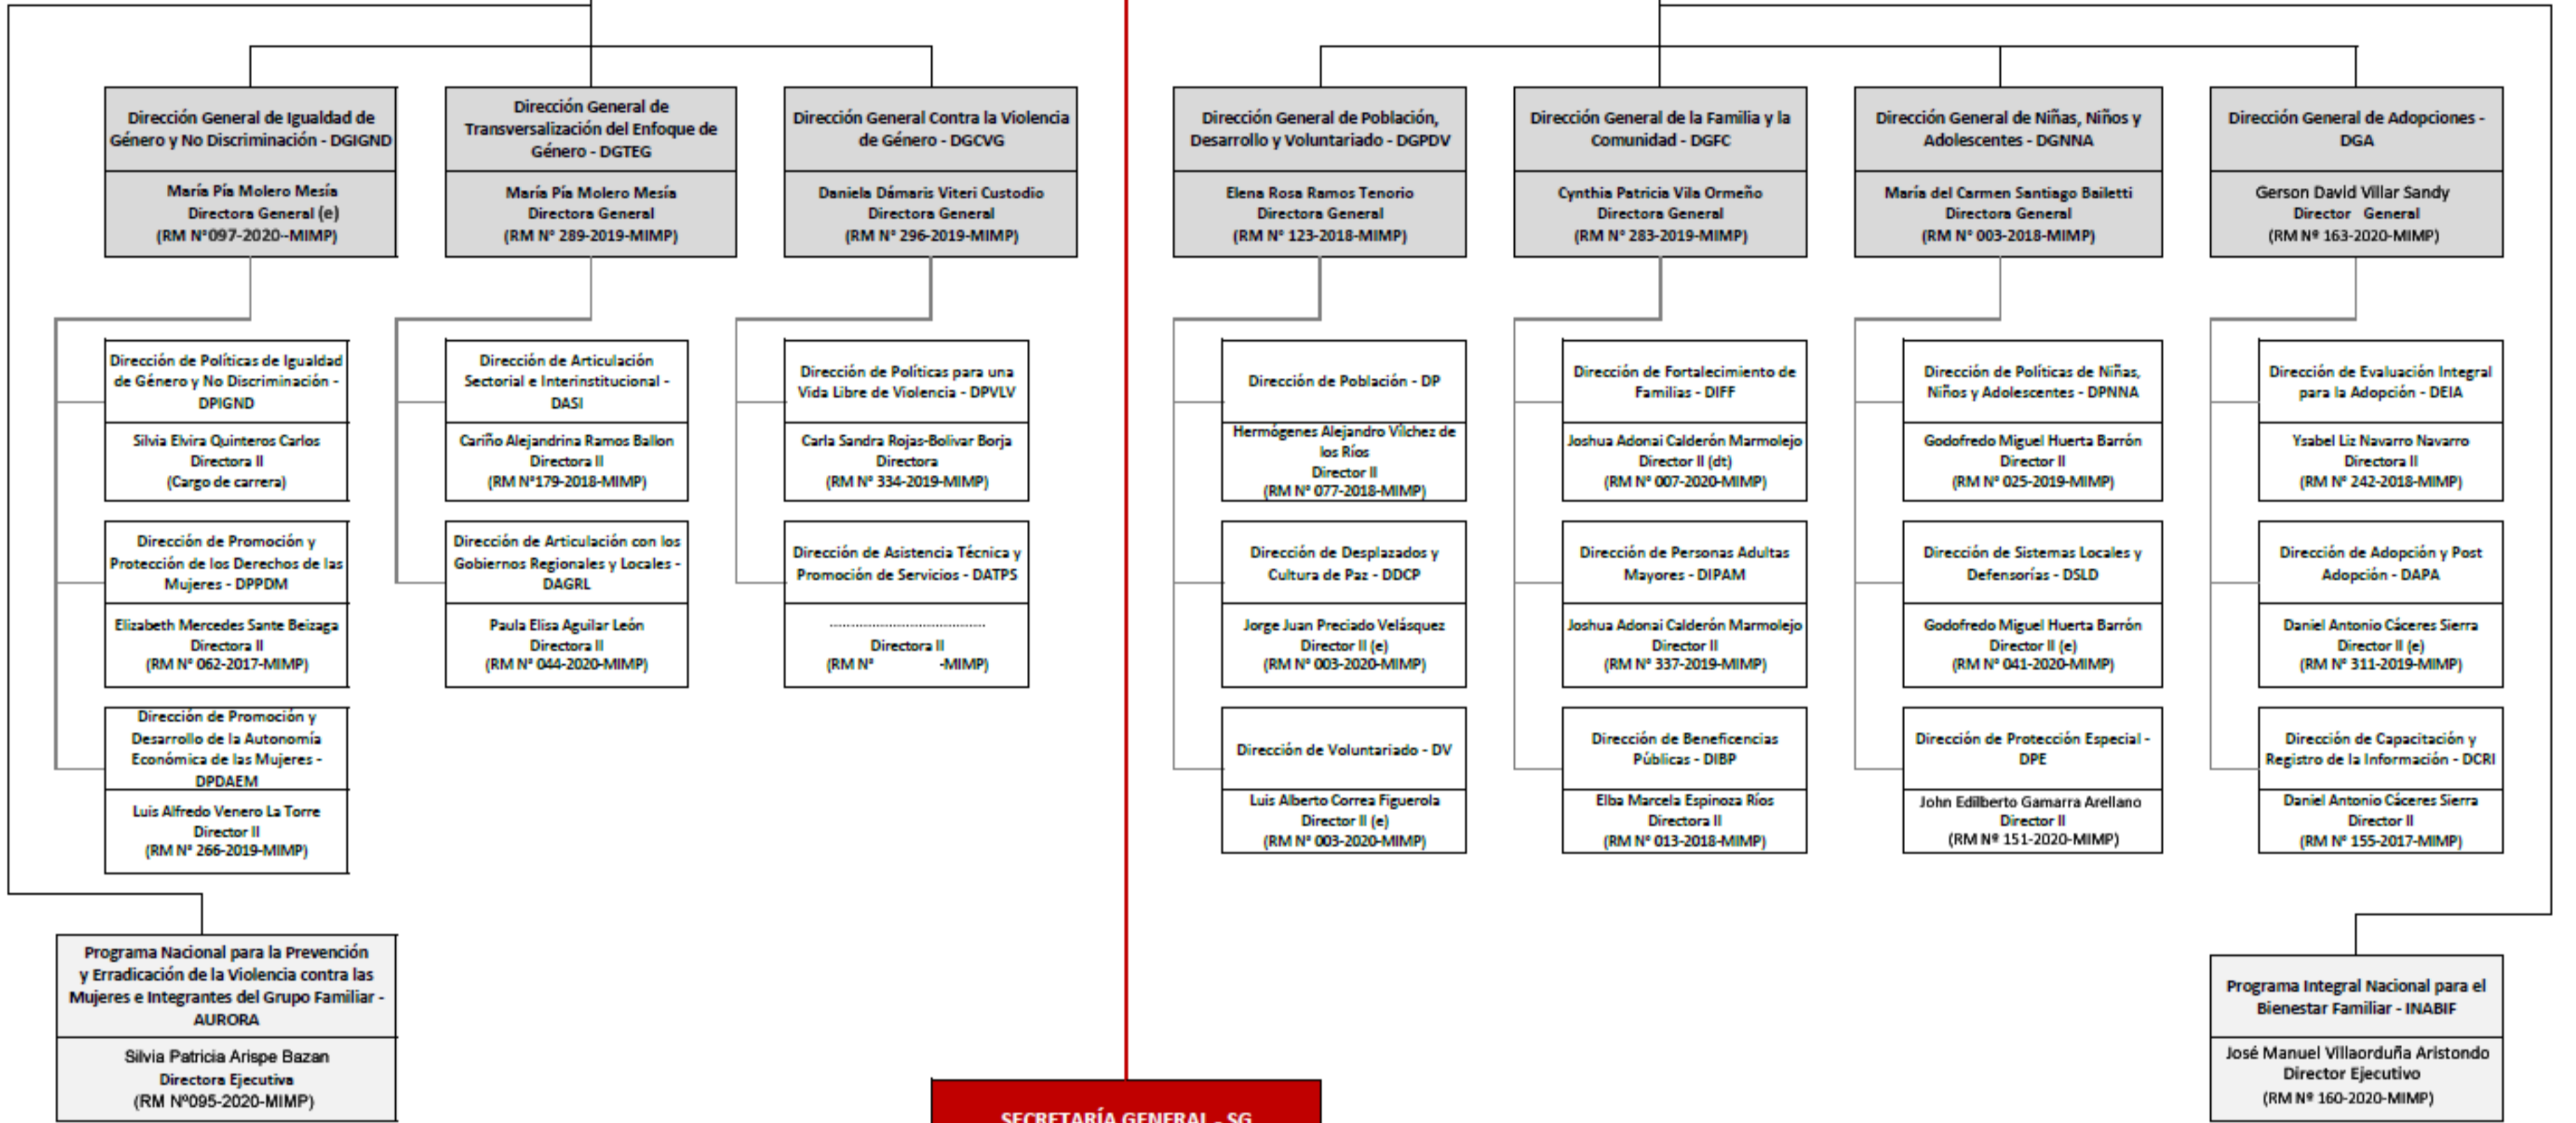 Dirección General de Igualdad de
Género y No Discriminación - DGIGND
María Pía Molero Mesía
Directora General (e)
(RM N°097-2020--MIMP)
Dirección General de
Transversalización del Enfoque de
Género - DGTEG
María Pía Molero Mesía
Directora General
(RM N° 289-2019-MIMP)
Dirección General Contra la Violencia
de Género - DGCVG
Daniela Dámaris Viteri Custodio
Directora General
(RM N° 296-2019-MIMP)
Dirección General de Población,
Desarrollo y Voluntariado - DGPDV
Elena Rosa Ramos Tenorio
Directora General
(RM N° 123-2018-MIMP)
Dirección General de la Familia y la
Comunidad - DGFC
Cynthia Patricia Vila Ormeño
Directora General
(RM N° 283-2019-MIMP)
Dirección General de Niñas, Niños y
Adolescentes - DGNNA
María del Carmen Santiago Bailetti
Directora General
(RM N° 003-2018-MIMP)
Dirección General de Adopciones -
DGA
Gerson David Villar Sandy
Director General
(RM Nº 163-2020-MIMP)
Dirección de Políticas de Igualdad
de Género y No Discriminación -
DPIGND
Silvia Elvira Quinteros Carlos
Directora II
(Cargo de carrera)
Dirección de Articulación
Sectorial e Interinstitucional -
DASI
Cariño Alejandrina Ramos Ballon
Directora II
(RM N°179-2018-MIMP)
Dirección de Políticas para una
Vida Libre de Violencia - DPVLV
Carla Sandra Rojas-Bolivar Borja
Directora
(RM N° 334-2019-MIMP)
Dirección de Población - DP
Hermógenes Alejandro Vílchez de
los Ríos
Director II
(RM N° 077-2018-MIMP)
Dirección de Fortalecimiento de
Familias - DIFF
Joshua Adonai Calderón Marmolejo
Director II (dt)
(RM N° 007-2020-MIMP)
Dirección de Políticas de Niñas,
Niños y Adolescentes - DPNNA
Godofredo Miguel Huerta Barrón
Director II
(RM N° 025-2019-MIMP)
Dirección de Evaluación Integral
para la Adopción - DEIA
Ysabel Liz Navarro Navarro
Directora II
(RM N° 242-2018-MIMP)
Dirección de Promoción y
Protección de los Derechos de las
Mujeres - DPPDM
Elizabeth Mercedes Sante Beizaga
Directora II
(RM N° 062-2017-MIMP)
Dirección de Articulación con los
Gobiernos Regionales y Locales -
DAGRL
Paula Elisa Aguilar León
Directora II
(RM N° 044-2020-MIMP)
Dirección de Asistencia Técnica y
Promoción de Servicios - DATPS
......................................
Directora II
(RM N° -MIMP)
Dirección de Desplazados y
Cultura de Paz - DDCP
Jorge Juan Preciado Velásquez
Director II (e)
(RM N° 003-2020-MIMP)
Dirección de Personas Adultas
Mayores - DIPAM
Joshua Adonai Calderón Marmolejo
Director II
(RM N° 337-2019-MIMP)
Dirección de Sistemas Locales y
Defensorías - DSLD
Godofredo Miguel Huerta Barrón
Director II (e)
(RM N° 041-2020-MIMP)
Dirección de Adopción y Post
Adopción - DAPA
Daniel Antonio Cáceres Sierra
Director II (e)
(RM N° 311-2019-MIMP)
Dirección de Promoción y
Desarrollo de la Autonomía
Económica de las Mujeres -
DPDAEM
Luis Alfredo Venero La Torre
Director II
(RM N° 266-2019-MIMP)
Dirección de Voluntariado - DV
Luis Alberto Correa Figuerola
Director II (e)
(RM N° 003-2020-MIMP)
Dirección de Beneficencias
Públicas - DIBP
Elba Marcela Espinoza Ríos
Directora II
(RM N° 013-2018-MIMP)
Dirección de Protección Especial -
DPE
John Edilberto Gamarra Arellano
Director II
(RM Nº 151-2020-MIMP)
Dirección de Capacitación y
Registro de la Información - DCRI
Daniel Antonio Cáceres Sierra
Director II
(RM N° 155-2017-MIMP)
Programa Nacional para la Prevención
y Erradicación de la Violencia contra las
Mujeres e Integrantes del Grupo Familiar -
AURORA
Silvia Patricia Arispe Bazan
Directora Ejecutiva
(RM Nº095-2020-MIMP)
Programa Integral Nacional para el
Bienestar Familiar - INABIF
José Manuel Villaorduña Aristondo
Director Ejecutivo
(RM Nº 160-2020-MIMP)
SECRETARÍA GENERAL - SG